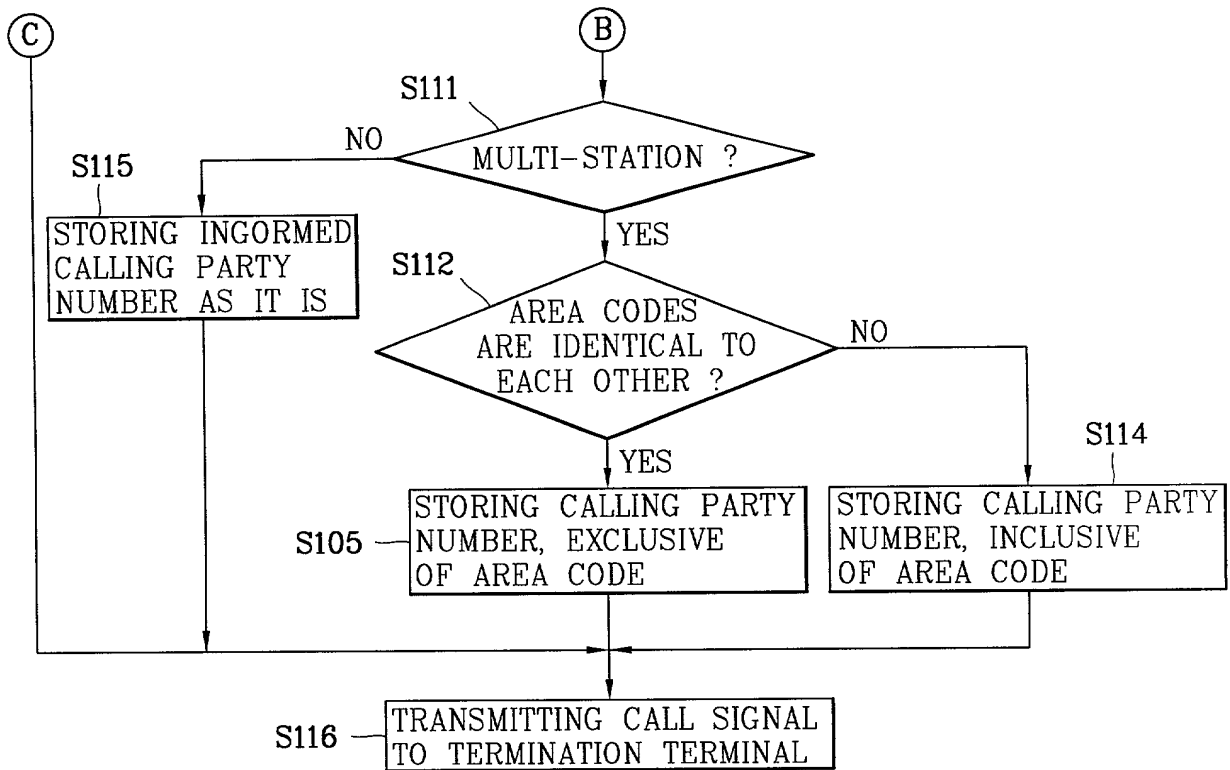 C
B
S111
NO
MULTI-STATION ?
S115
STORING INGORMED
CALLING PARTY
NUMBER AS IT IS
YES
S112
AREA CODES
ARE IDENTICAL TO
EACH OTHER ?
NO
YES
S114
S105
STORING CALLING PARTY
NUMBER, EXCLUSIVE
OF AREA CODE
STORING CALLING PARTY
NUMBER, INCLUSIVE
OF AREA CODE
S116
TRANSMITTING CALL SIGNAL
TO TERMINATION TERMINAL